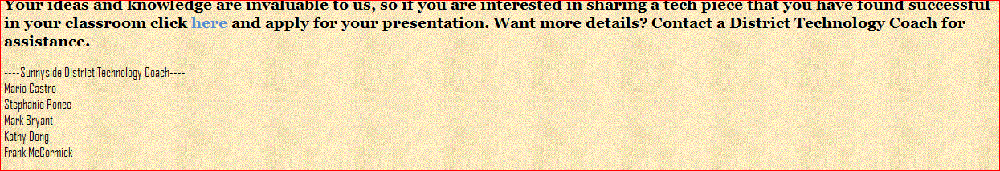 Your ideas and knowledge are invaluable to us, so if you are interested in sharing a tech piece that you have found successful
in your classroom click here and apply for your presentation. Want more details? Contact a District Technology Coach for
assistance.
----Sunnyside District Technology Coach----
Mario Castro
Stephanie Ponce
Mark Bryant
Kathy Dong
Frank McCormick